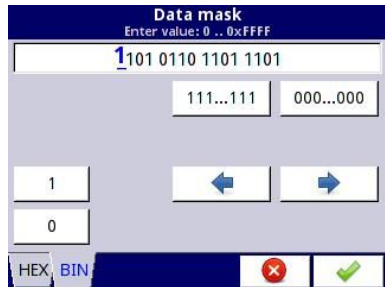 Data mask
Enter value: 0 .. 0xFFFF
1101 0110 1101 1101
111...111 000...000
1
0
HEX BIN